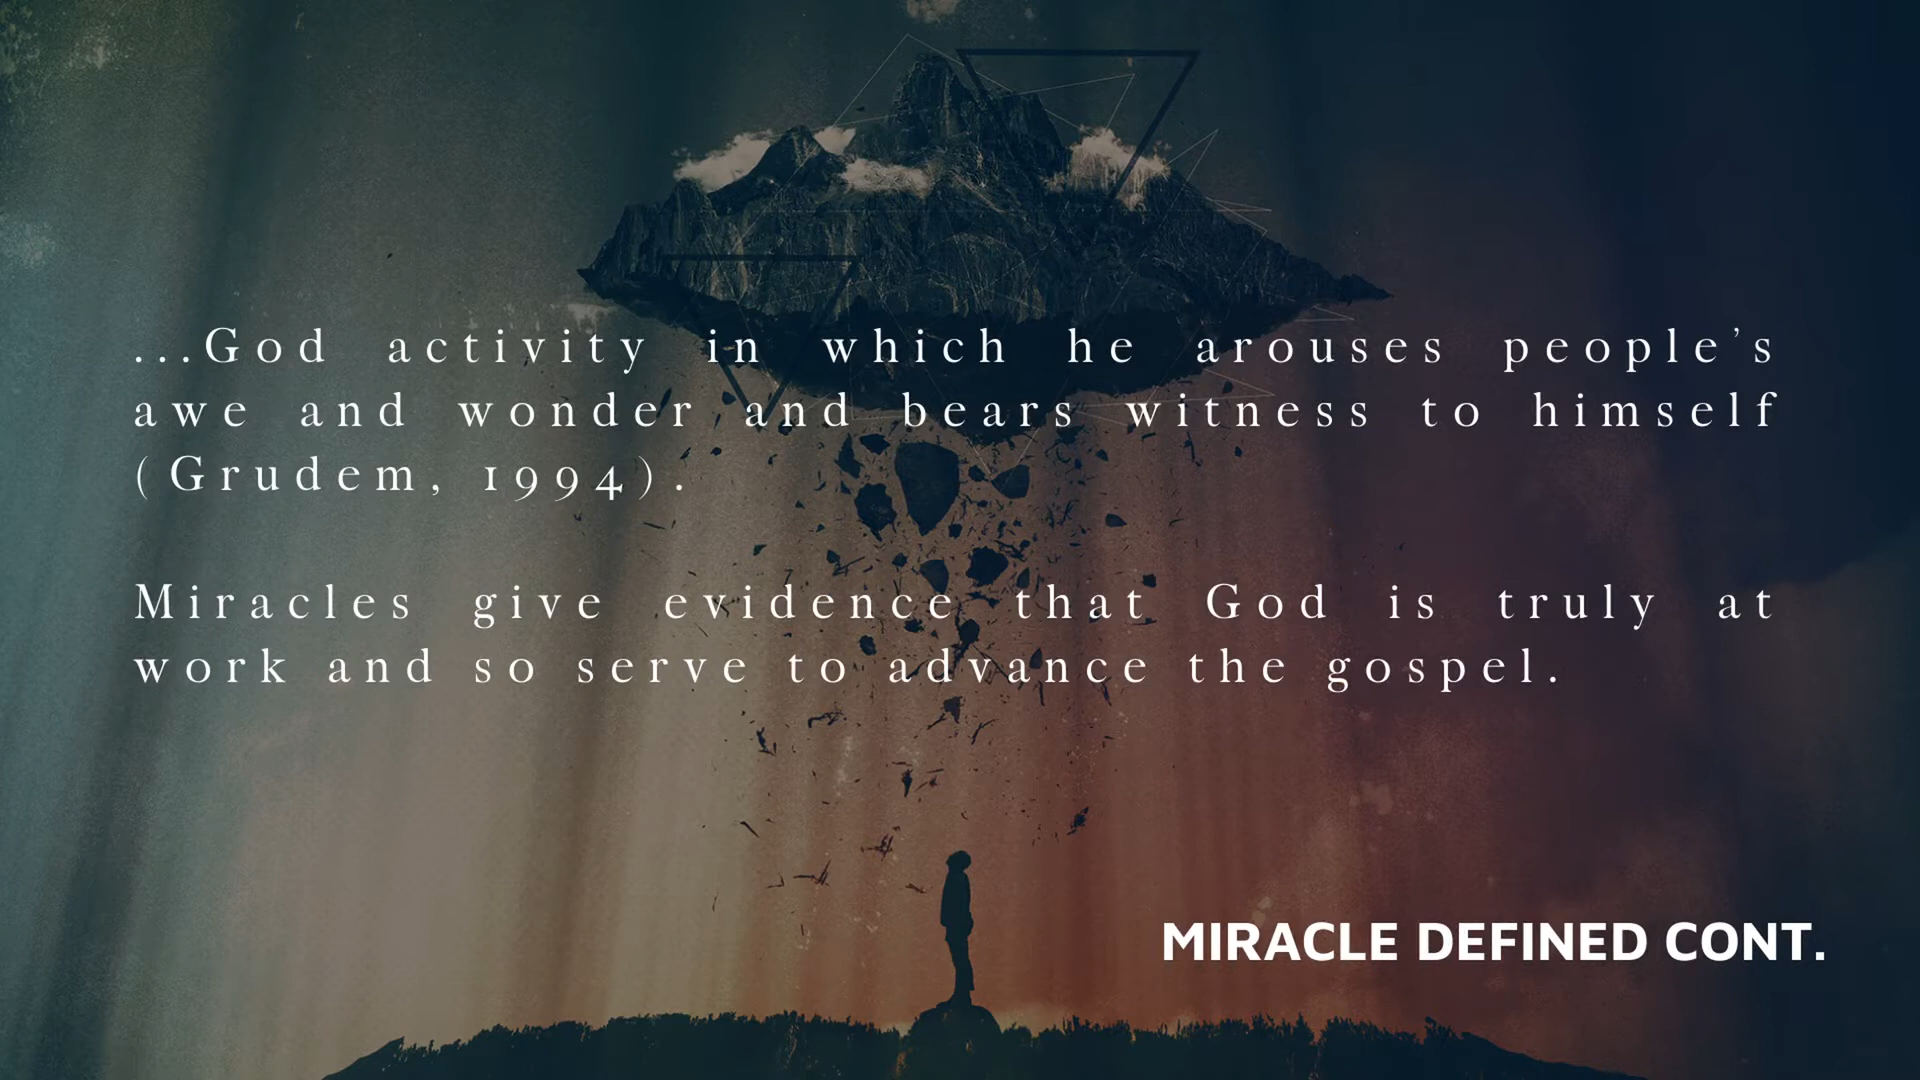 ...God activity in which he arouses people's
awe and wonder and bears witness to himself
(Grudem, 1994).
Miracles give evidence that God is truly at
work and so serve to advance the gospel.
MIRACLE DEFINED CONT.